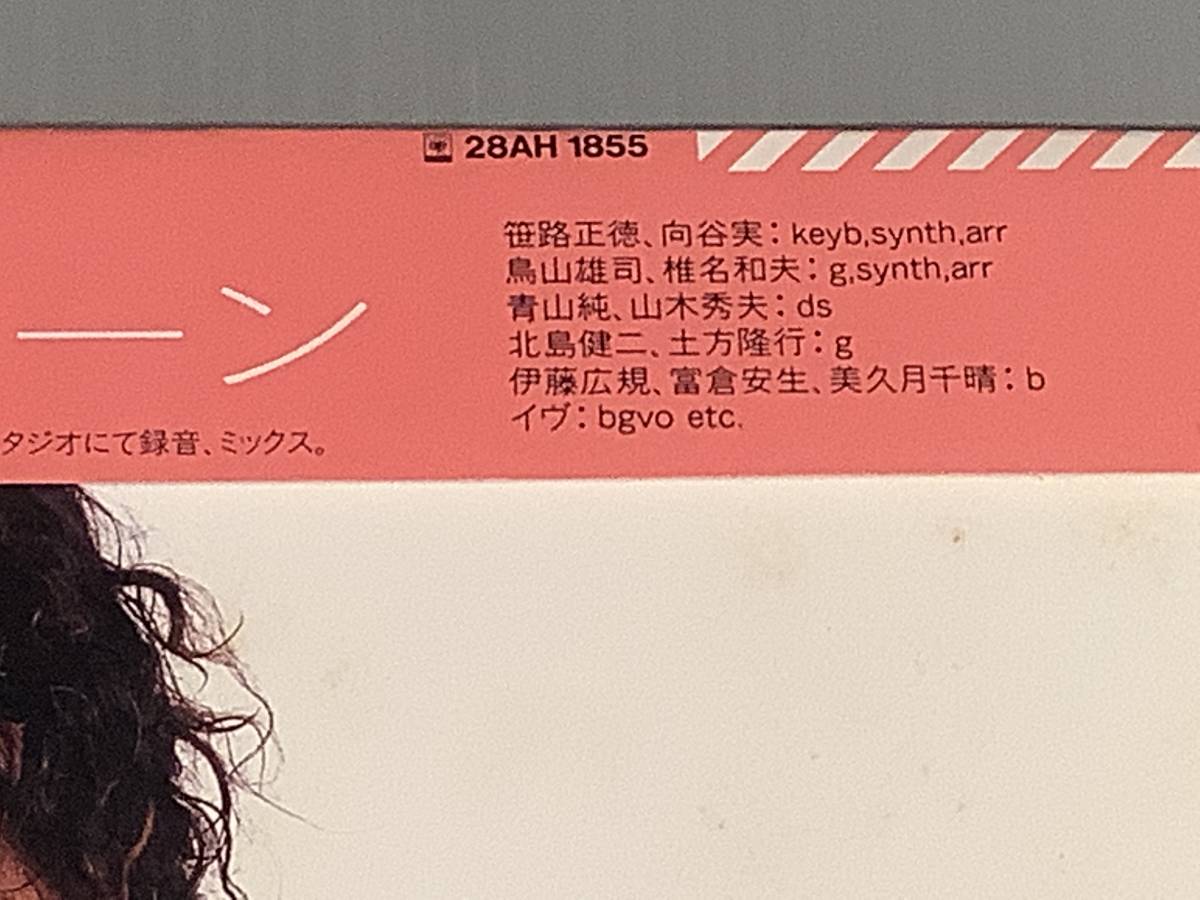 28AH 1855
笹路正徳、向谷実：keyb,synth,arr
鳥山雄司、椎名和夫：g,synth,arr
青山純、山木秀夫：ds
北島健二、土方隆行：g
伊藤広規、富倉安生、美久月千晴：b
イヴ：bgvo etc.
ーン
タジオにて録音、ミックス。